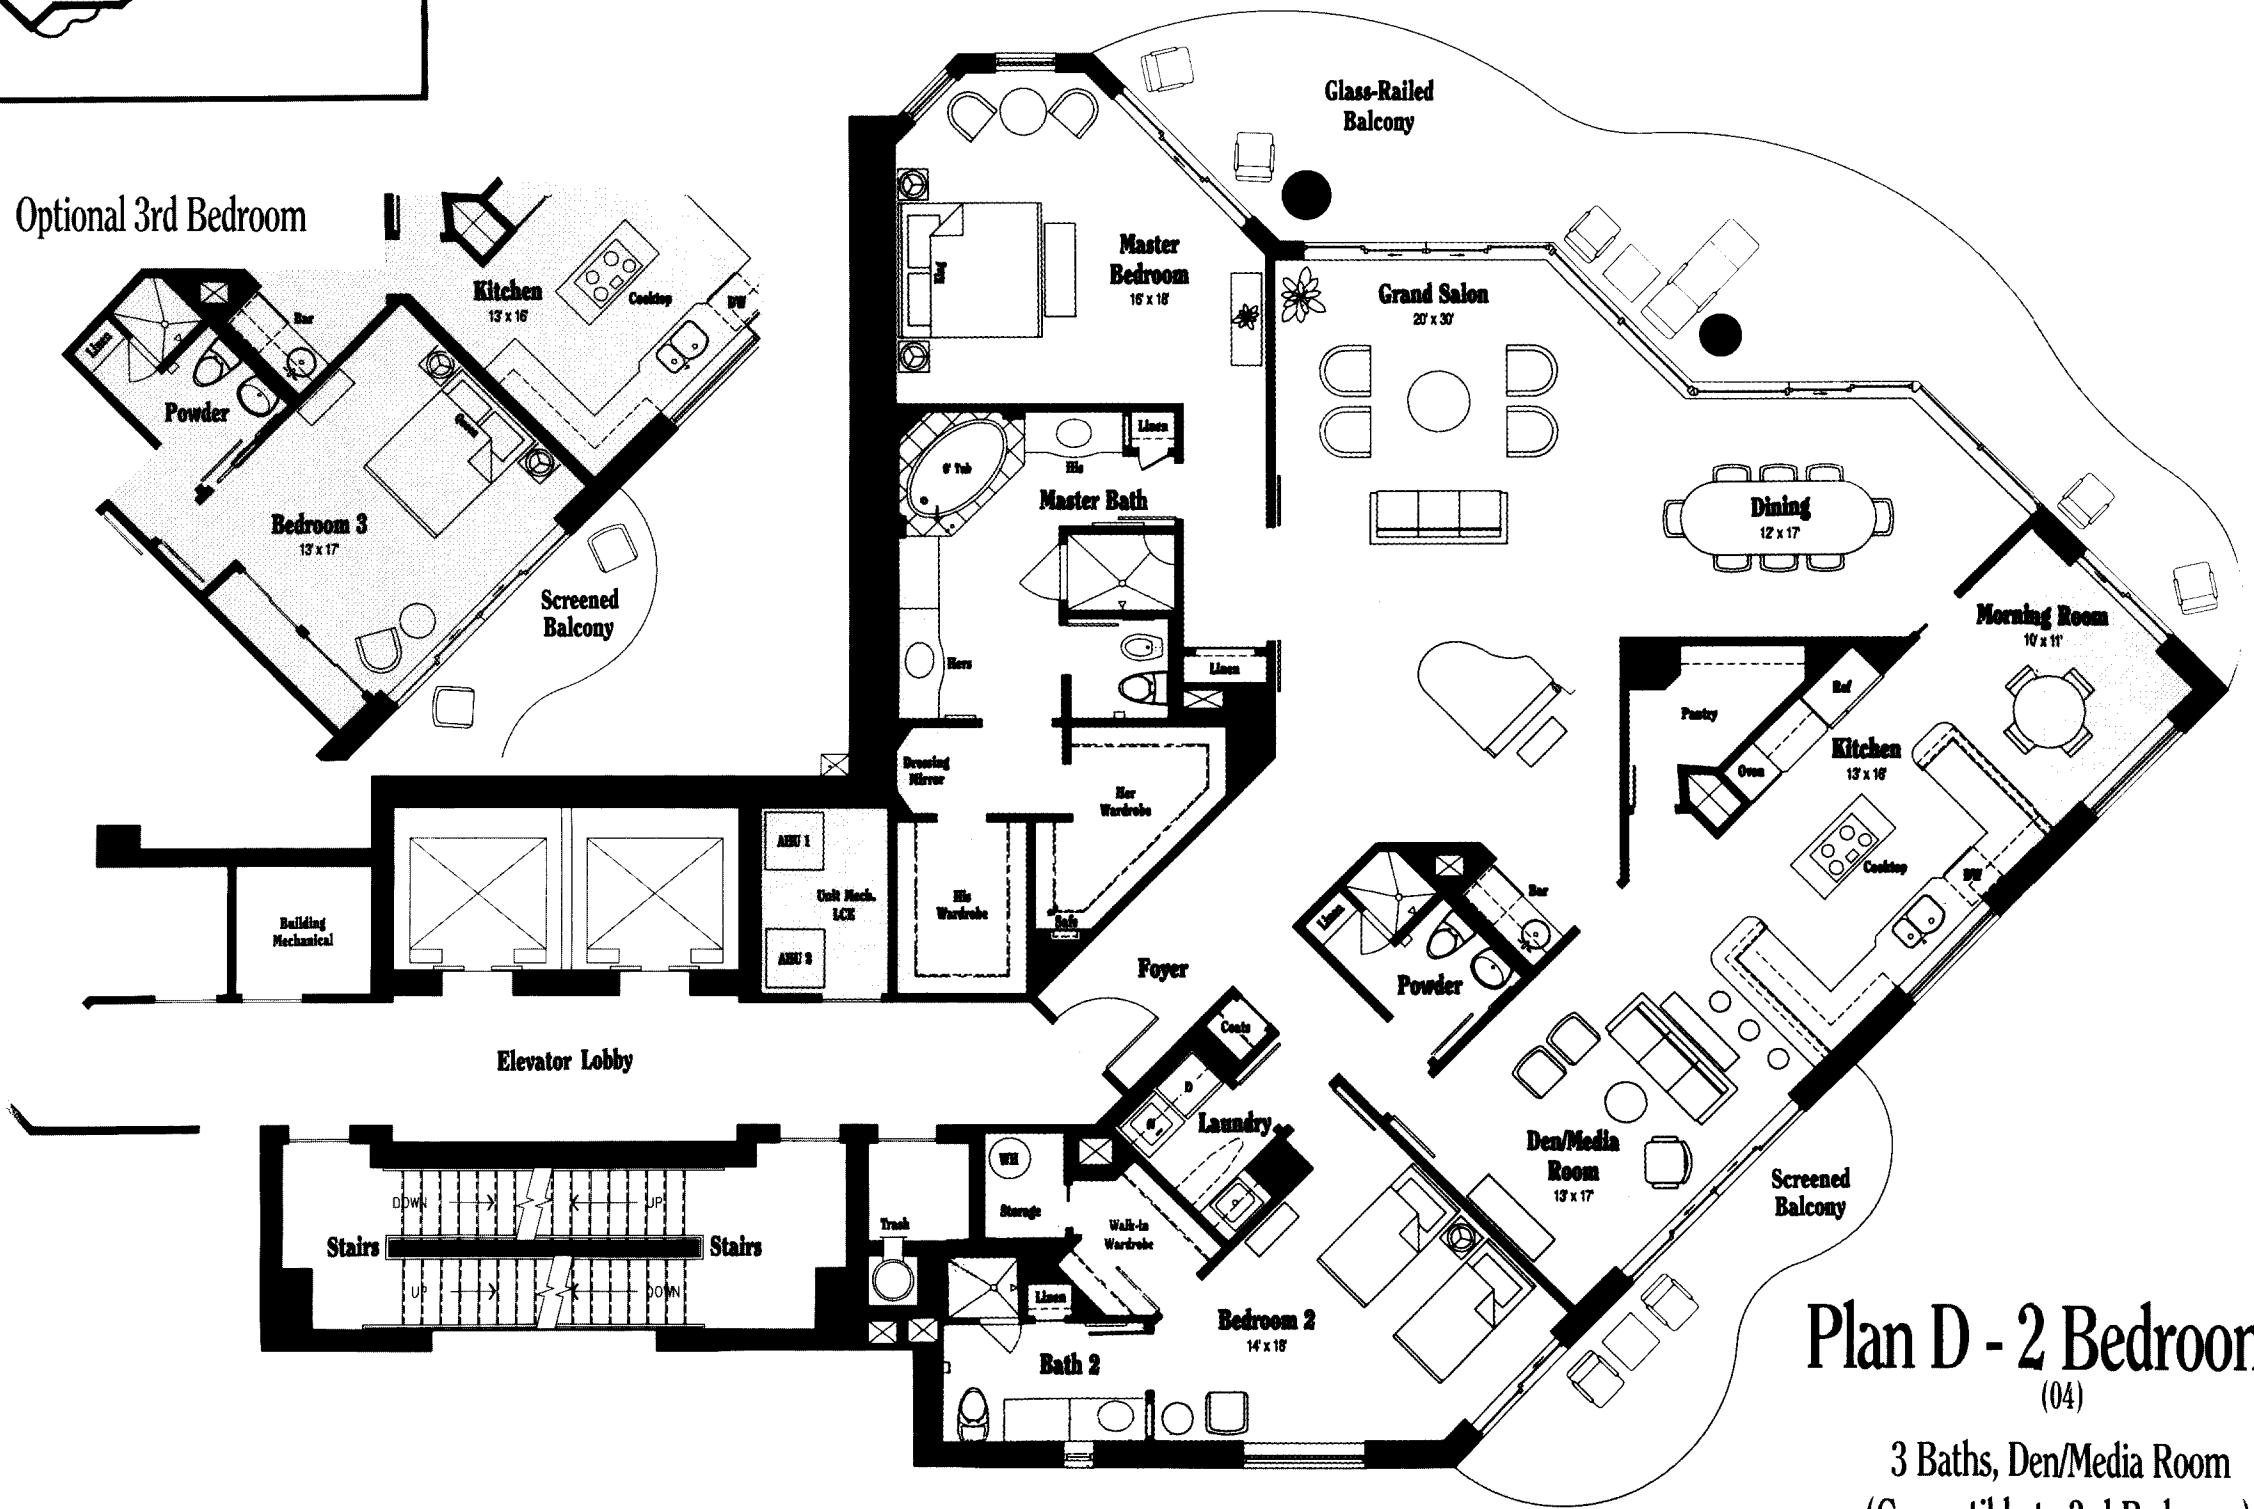 Optional 3rd Bedroom
Kitchen
13' x 16'
Cooktop
DW
Bar
Linen
Powder
Queen
Bedroom 3
13' x 17'
Screened
Balcony
Glass-Railed
Balcony
Master
Bedroom
16' x 18'
King
Grand Salon
20' x 30'
6' Tub
His
Linen
Master Bath
Hers
Linen
Dining
12' x 17'
Morning Room
10' x 11'
Pantry
Ref
Oven
Kitchen
13' x 16'
Cooktop
DW
Dressing
Mirror
Her
Wardrobe
His
Wardrobe
Safe
AHU 1
Unit Mech.
LCE
AHU 2
Building
Mechanical
Elevator Lobby
Foyer
Coats
Linen
Bar
Powder
D
W
Laundry
Den/Media
Room
13' x 17'
Screened
Balcony
WH
Storage
Trash
Walk-in
Wardrobe
DOWN
UP
Stairs
Stairs
UP
DOWN
Linen
Bath 2
Bedroom 2
14' x 18'
Plan D - 2 Bedroom
(04)
3 Baths, Den/Media Room